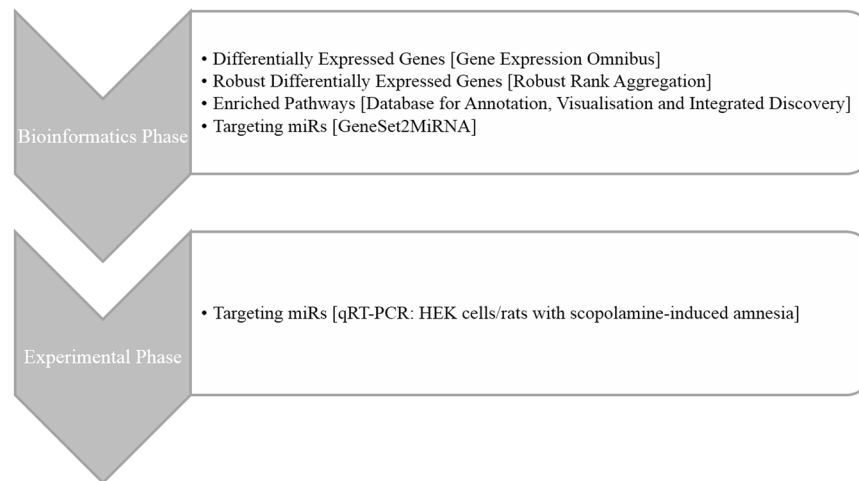 Bioinformatics Phase
• Differentially Expressed Genes [Gene Expression Omnibus]
• Robust Differentially Expressed Genes [Robust Rank Aggregation]
• Enriched Pathways [Database for Annotation, Visualisation and Integrated Discovery]
• Targeting miRs [GeneSet2MiRNA]
Experimental Phase
• Targeting miRs [qRT-PCR: HEK cells/rats with scopolamine-induced amnesia]